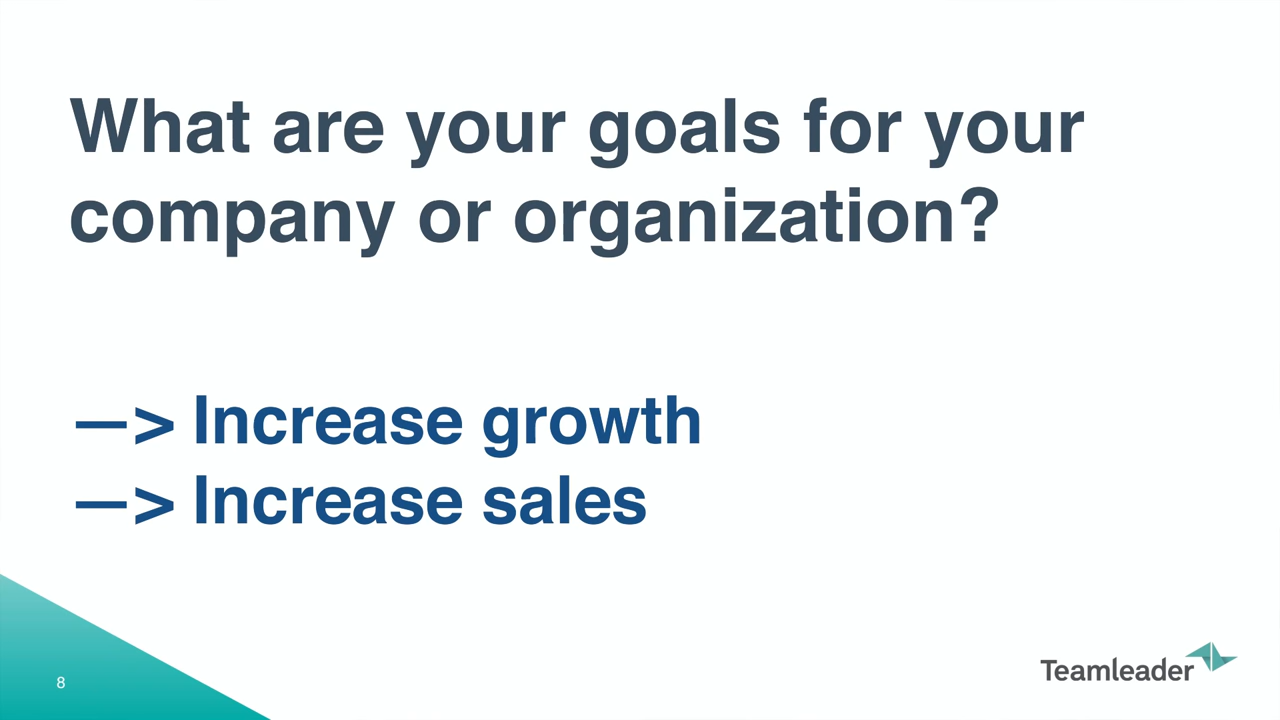 What are your goals for your
company or organization?
—> Increase growth
—> Increase sales
8
Teamleader